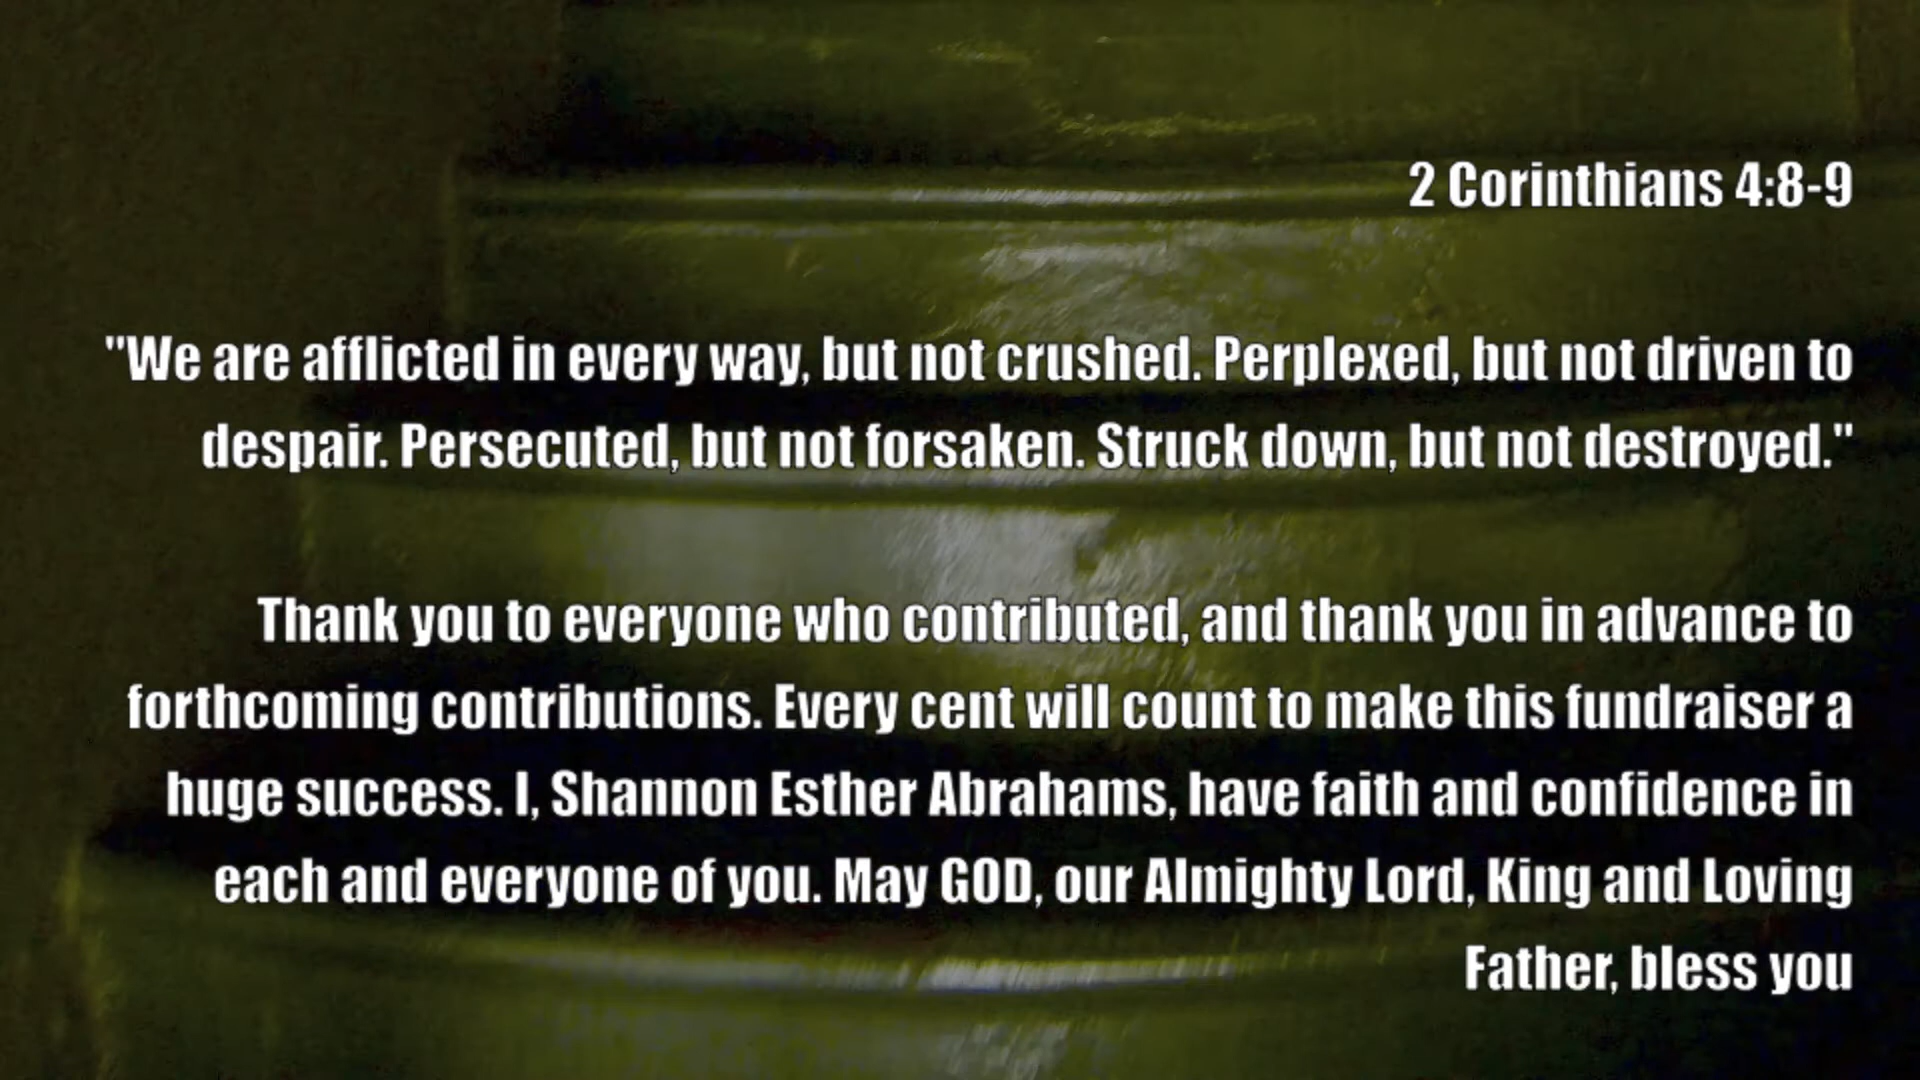 2 Corinthians 4:8-9
"We are afflicted in every way, but not crushed. Perplexed, but not driven to
despair. Persecuted, but not forsaken. Struck down, but not destroyed."
Thank you to everyone who contributed, and thank you in advance to
forthcoming contributions. Every cent will count to make this fundraiser a
huge success. I, Shannon Esther Abrahams, have faith and confidence in
each and everyone of you. May GOD, our Almighty Lord, King and Loving
Father, bless you